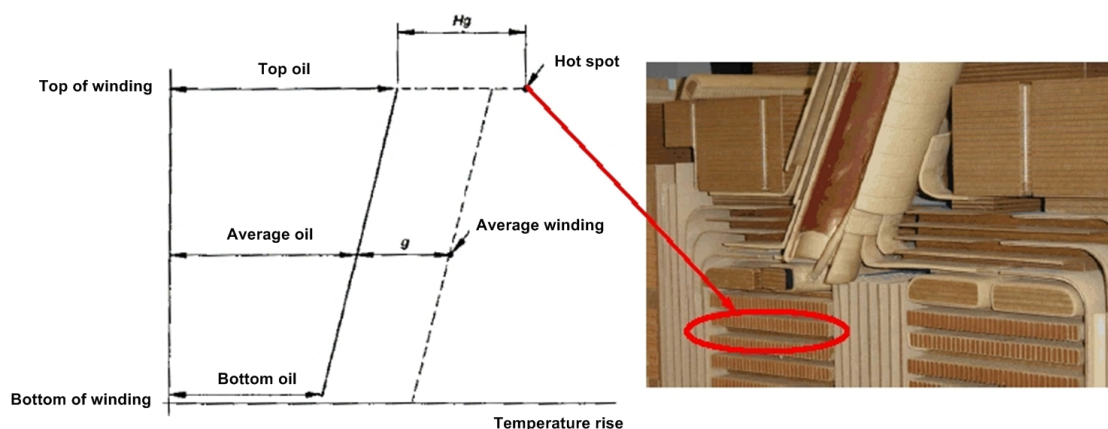 Hg
Hot spot
Top oil
Top of winding
Average winding
Average oil
g
Bottom oil
Bottom of winding
Temperature rise